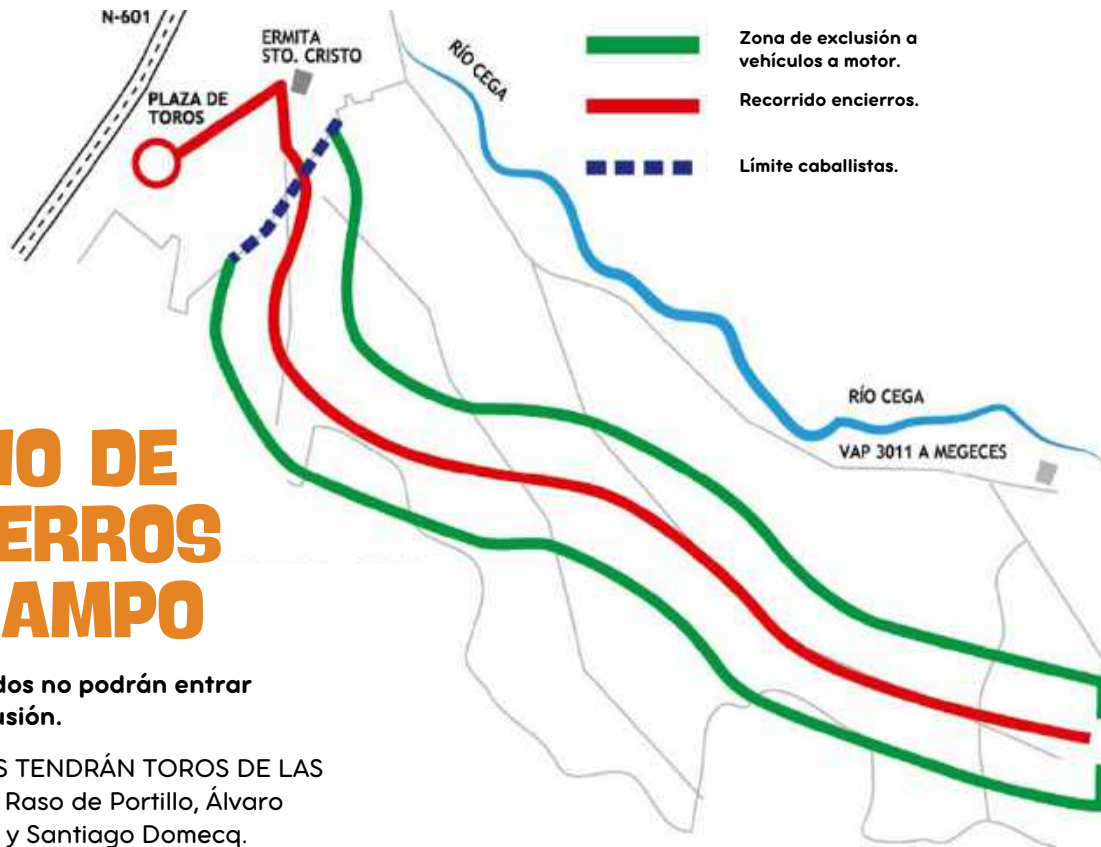 N-601
ERMITA
STO. CRISTO
PLAZA DE
TOROS
RÍO CEGA
Zona de exclusión a
vehículos a motor.
Recorrido encierros.
Límite caballistas.
RÍO CEGA
VAP 3011 A MEGECES
IO DE
ERROS
AMPO
dos no podrán entrar
usión.
S TENDRÁN TOROS DE LAS
Raso de Portillo, Álvaro
y Santiago Domecq.